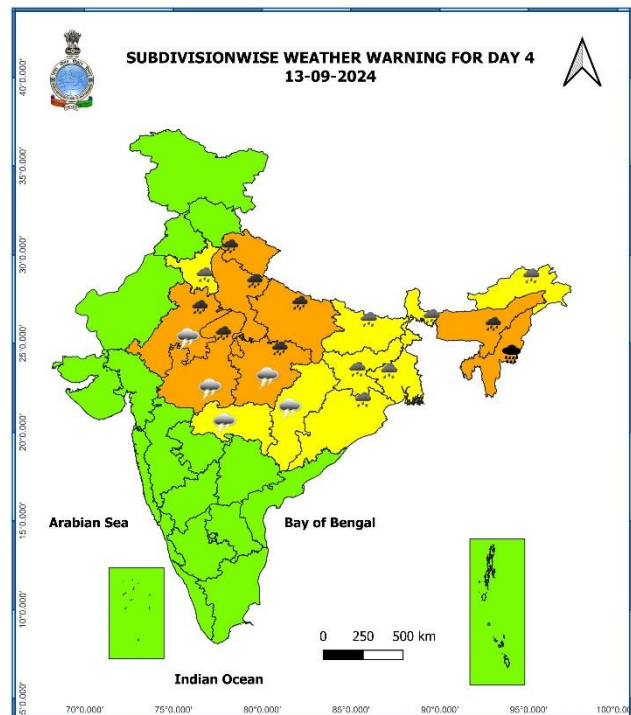 SUBDIVISIONWISE WEATHER WARNING FOR DAY 4
13-09-2024
40°0.000'
35°0.000'
30°0.000'
25°0.000'
20°0.000'
15°0.000'
10°0.000'
5°0.000'
Arabian Sea
Bay of Bengal
0 250 500 km
Indian Ocean
70°0.000' 75°0.000' 80°0.000' 85°0.000' 90°0.000' 95°0.000' 100°0.00